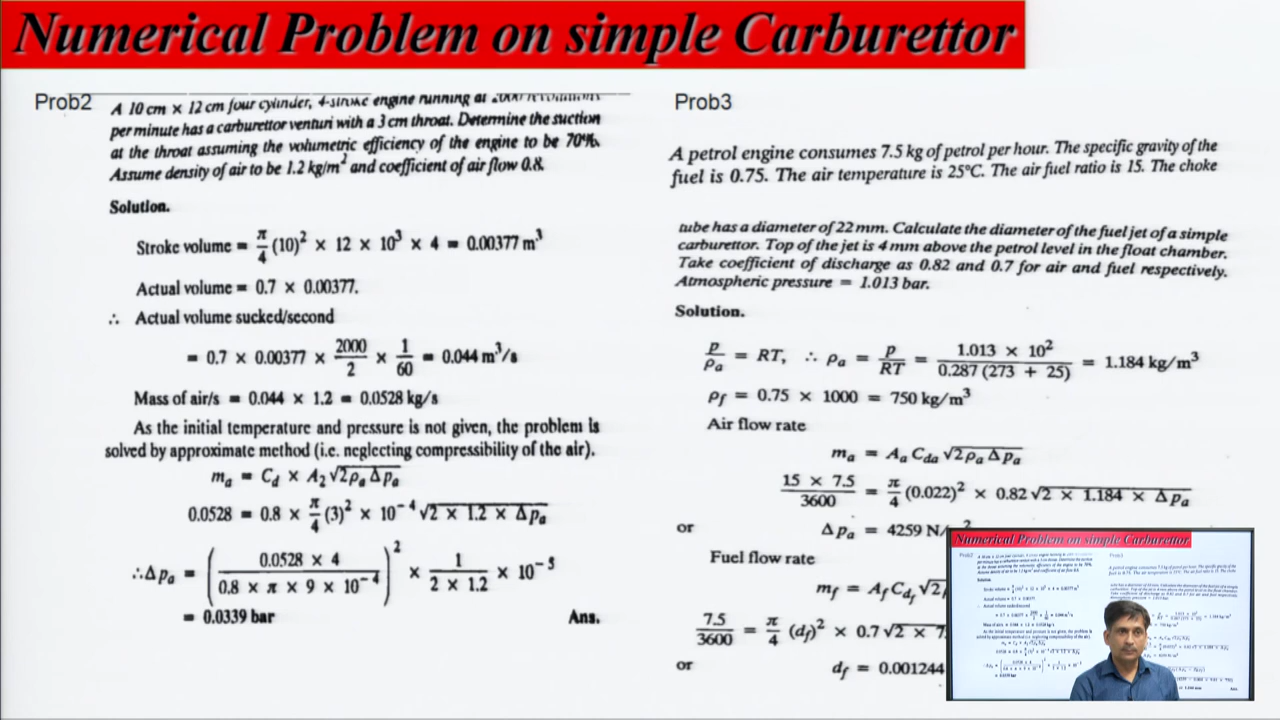 Numerical Problem on simple Carburettor
Prob2
A 10 cm × 12 cm four cylinder, 4-stroke engine running at 2000 revolutions
per minute has a carburettor venturi with a 3 cm throat. Determine the suction
at the throat assuming the volumetric efficiency of the engine to be 70%.
Assume density of air to be 1.2 kg/m² and coefficient of air flow 0.8.
Solution.
Stroke volume = π/4 (10)² × 12 × 10³ × 4 = 0.00377 m³
Actual volume = 0.7 × 0.00377.
∴ Actual volume sucked/second
= 0.7 × 0.00377 × 2000/2 × 1/60 = 0.044 m³/s
Mass of air/s = 0.044 × 1.2 = 0.0528 kg/s
As the initial temperature and pressure is not given, the problem is
solved by approximate method (i.e. neglecting compressibility of the air).
mₐ = C_d × A₂ √(2ρₐ Δpₐ)
0.0528 = 0.8 × π/4 (3)² × 10⁻⁴ √(2 × 1.2 × Δpₐ)
∴ Δpₐ = ((0.0528 × 4)/(0.8 × π × 9 × 10⁻⁴))² × 1/(2 × 1.2) × 10⁻⁵
= 0.0339 bar Ans.
Prob3
A petrol engine consumes 7.5 kg of petrol per hour. The specific gravity of the
fuel is 0.75. The air temperature is 25°C. The air fuel ratio is 15. The choke
tube has a diameter of 22 mm. Calculate the diameter of the fuel jet of a simple
carburettor. Top of the jet is 4 mm above the petrol level in the float chamber.
Take coefficient of discharge as 0.82 and 0.7 for air and fuel respectively.
Atmospheric pressure = 1.013 bar.
Solution.
p/ρₐ = RT, ∴ ρₐ = p/RT = (1.013 × 10²)/(0.287 (273 + 25)) = 1.184 kg/m³
ρ_f = 0.75 × 1000 = 750 kg/m³
Air flow rate
mₐ = Aₐ C_da √(2ρₐ Δpₐ)
(15 × 7.5)/3600 = π/4 (0.022)² × 0.82 √(2 × 1.184 × Δpₐ)
or Δpₐ = 4259 N/
Fuel flow rate
m_f = A_f C_df √2
7.5/3600 = π/4 (d_f)² × 0.7 √2 × 7
or d_f = 0.001244
Numerical Problem on simple Carburettor